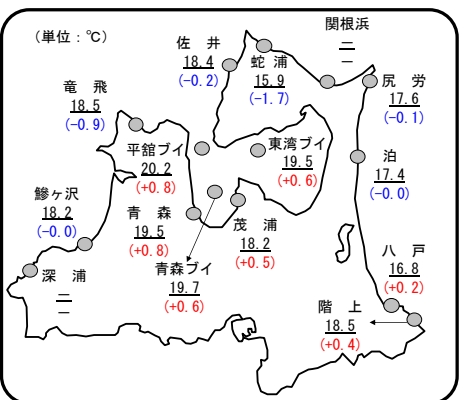 （単位：℃）
関根浜
－
－
佐 井
18.4
(-0.2)
蛇 浦
15.9
(-1.7)
尻 労
17.6
(-0.1)
竜 飛
18.5
(-0.9)
平舘ブイ
20.2
(+0.8)
東湾ブイ
19.5
(+0.6)
泊
17.4
(-0.0)
鰺ヶ沢
18.2
(-0.0)
青 森
19.5
(+0.8)
茂 浦
18.2
(+0.5)
八 戸
16.8
(+0.2)
深 浦
－
－
青森ブイ
19.7
(+0.6)
階 上
18.5
(+0.4)